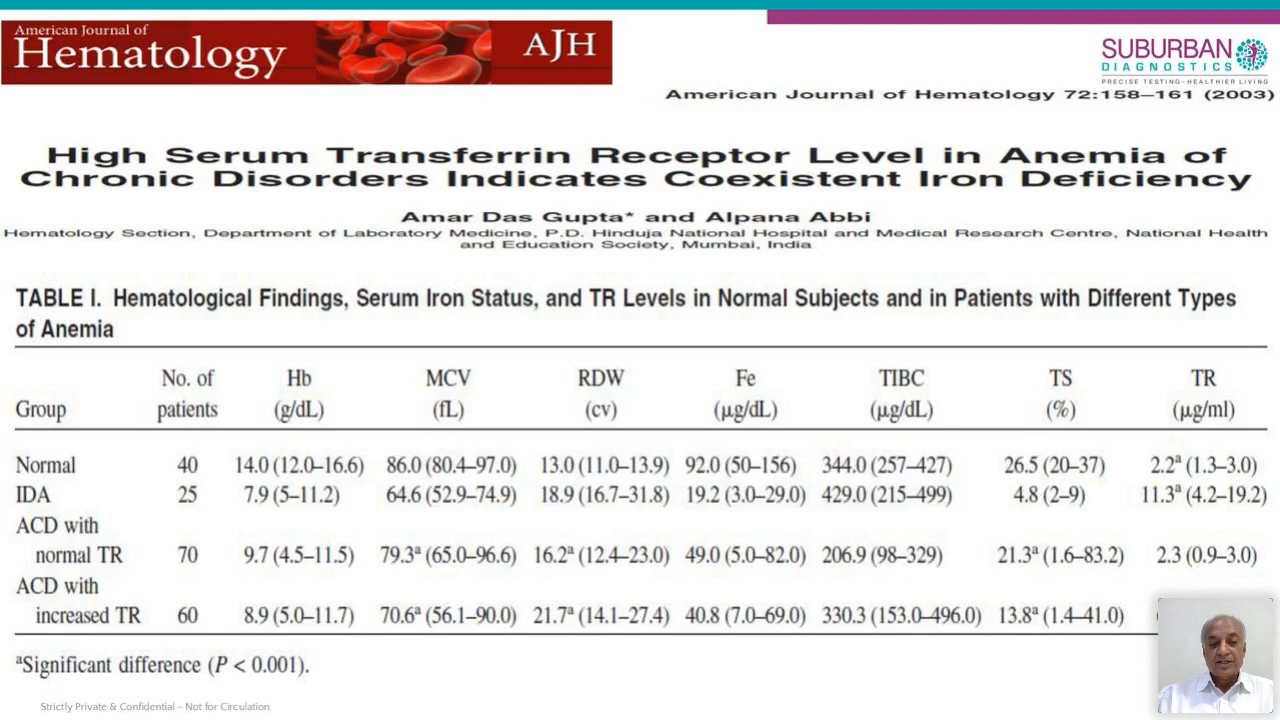 American Journal of
Hematology
AJH
SUBURBAN
DIAGNOSTICS
PRECISE TESTING - HEALTHIER LIVING
American Journal of Hematology 72:158–161 (2003)
High Serum Transferrin Receptor Level in Anemia of
Chronic Disorders Indicates Coexistent Iron Deficiency
Amar Das Gupta* and Alpana Abbi
Hematology Section, Department of Laboratory Medicine, P.D. Hinduja National Hospital and Medical Research Centre, National Health
and Education Society, Mumbai, India
TABLE I. Hematological Findings, Serum Iron Status, and TR Levels in Normal Subjects and in Patients with Different Types
of Anemia
No. of Hb MCV RDW Fe TIBC TS TR
Group patients (g/dL) (fL) (cv) (μg/dL) (μg/dL) (%) (μg/ml)
Normal 40 14.0 (12.0–16.6) 86.0 (80.4–97.0) 13.0 (11.0–13.9) 92.0 (50–156) 344.0 (257–427) 26.5 (20–37) 2.2ᵃ (1.3–3.0)
IDA 25 7.9 (5–11.2) 64.6 (52.9–74.9) 18.9 (16.7–31.8) 19.2 (3.0–29.0) 429.0 (215–499) 4.8 (2–9) 11.3ᵃ (4.2–19.2)
ACD with
normal TR 70 9.7 (4.5–11.5) 79.3ᵃ (65.0–96.6) 16.2ᵃ (12.4–23.0) 49.0 (5.0–82.0) 206.9 (98–329) 21.3ᵃ (1.6–83.2) 2.3 (0.9–3.0)
ACD with
increased TR 60 8.9 (5.0–11.7) 70.6ᵃ (56.1–90.0) 21.7ᵃ (14.1–27.4) 40.8 (7.0–69.0) 330.3 (153.0–496.0) 13.8ᵃ (1.4–41.0)
ᵃSignificant difference (P < 0.001).
Strictly Private & Confidential – Not for Circulation